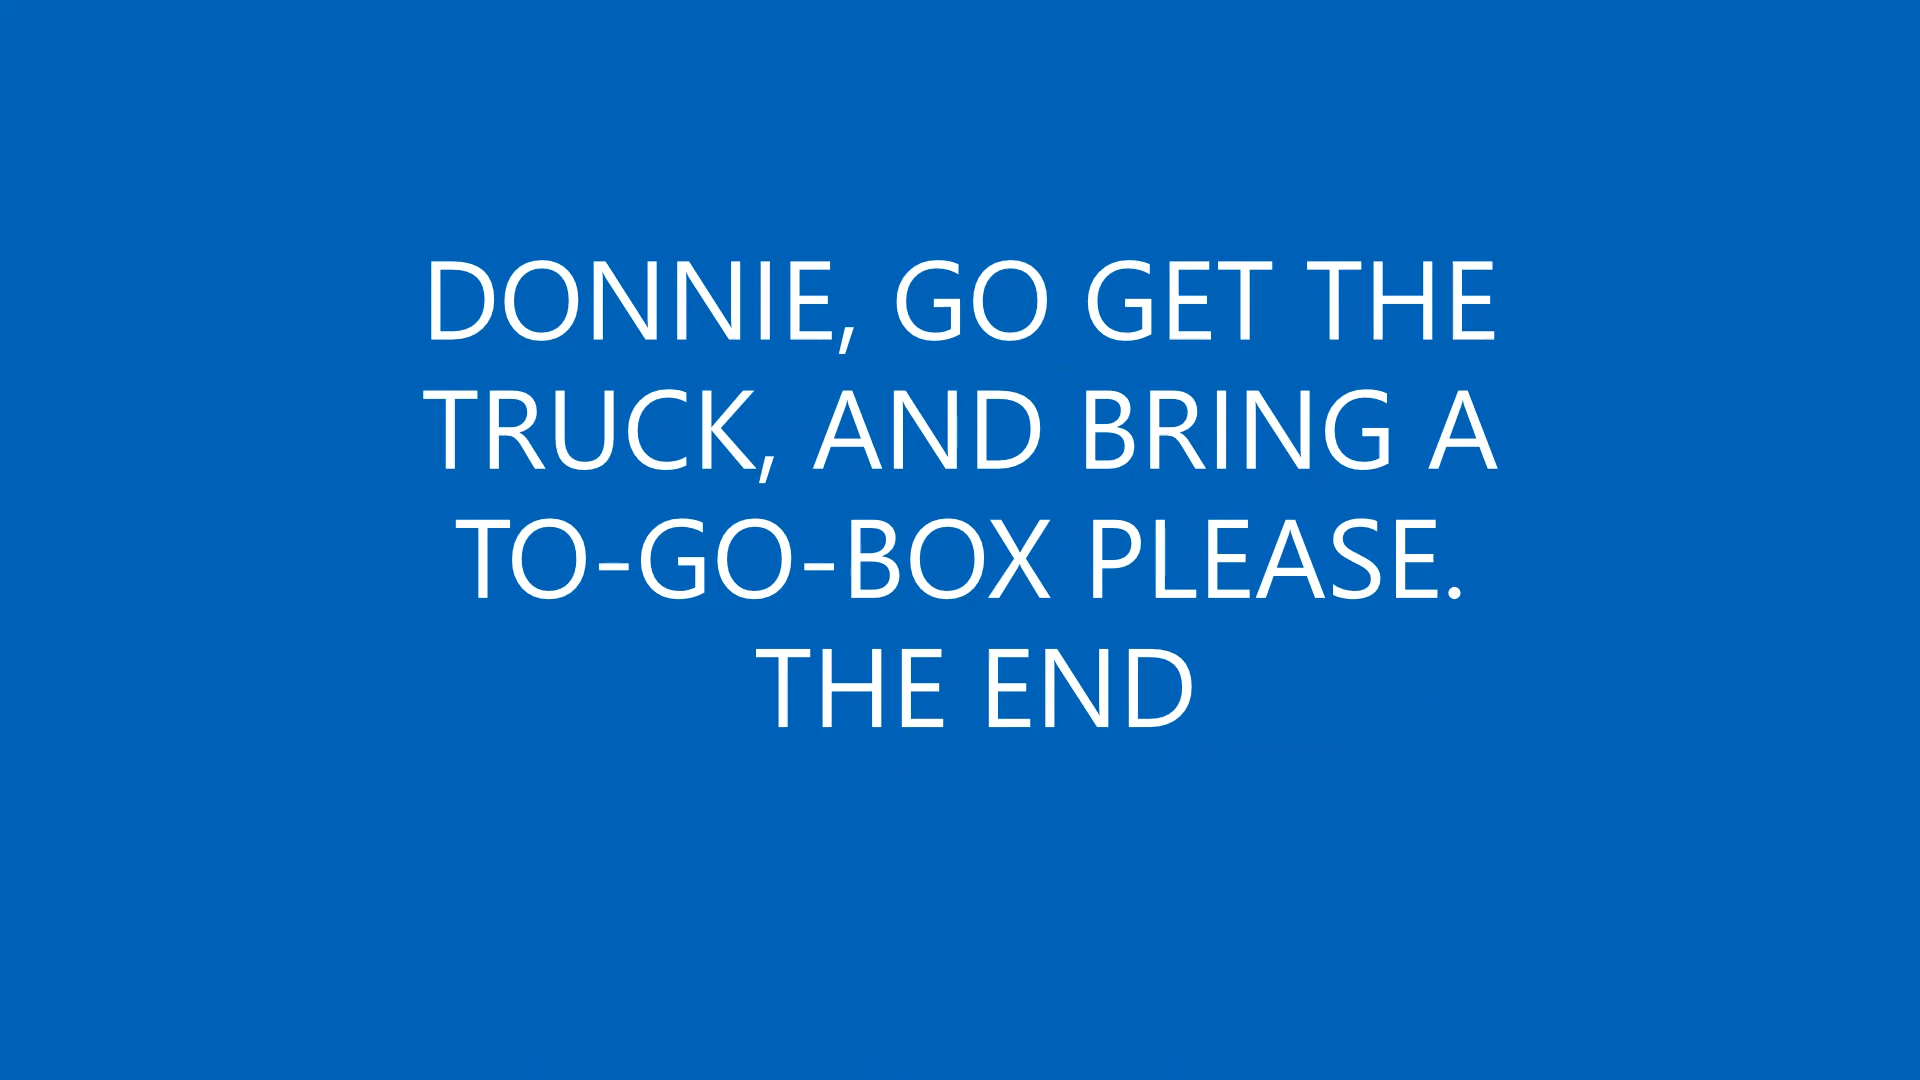 DONNIE, GO GET THE
TRUCK, AND BRING A
TO-GO-BOX PLEASE.
THE END